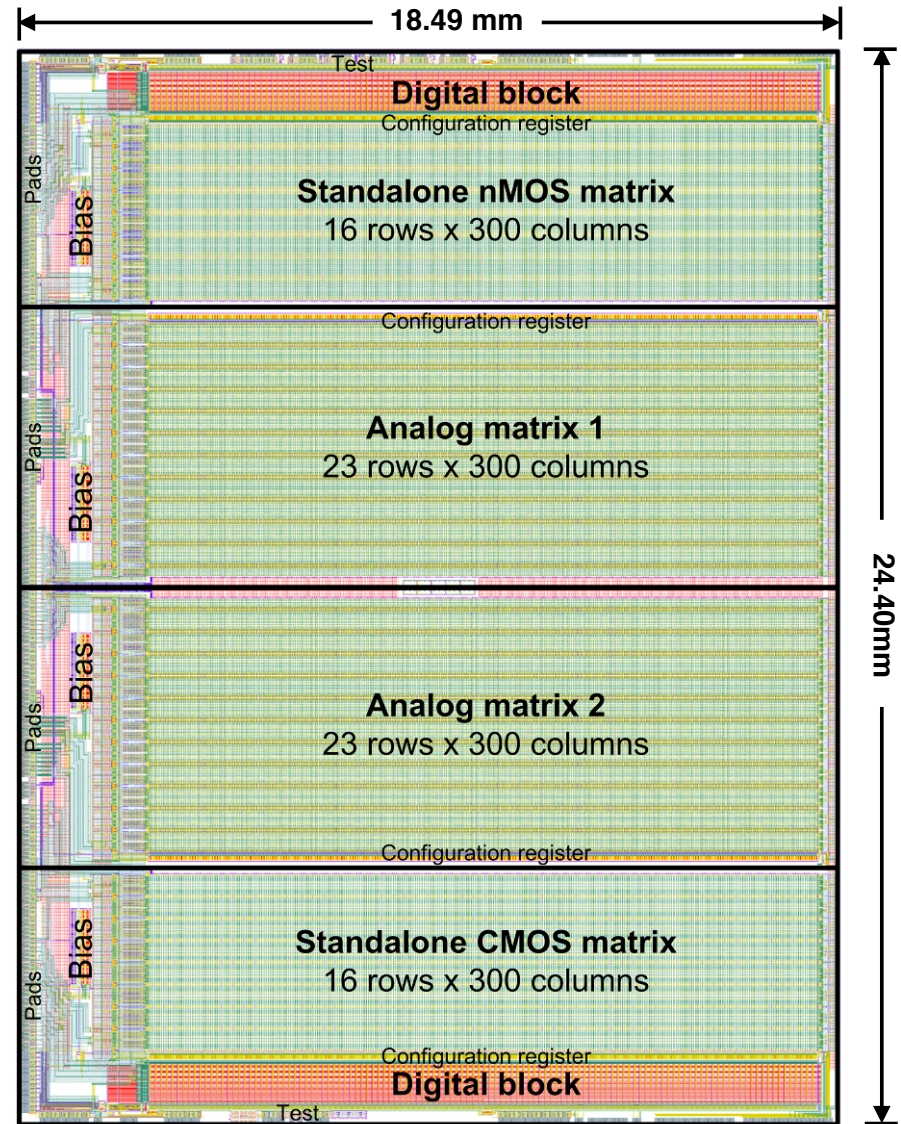 18.49 mm
Test
Digital block
Configuration register
Pads
Bias
Standalone nMOS matrix
16 rows x 300 columns
Configuration register
Pads
Bias
Analog matrix 1
23 rows x 300 columns
24.40mm
Pads
Bias
Analog matrix 2
23 rows x 300 columns
Configuration register
Pads
Bias
Standalone CMOS matrix
16 rows x 300 columns
Configuration register
Digital block
Test